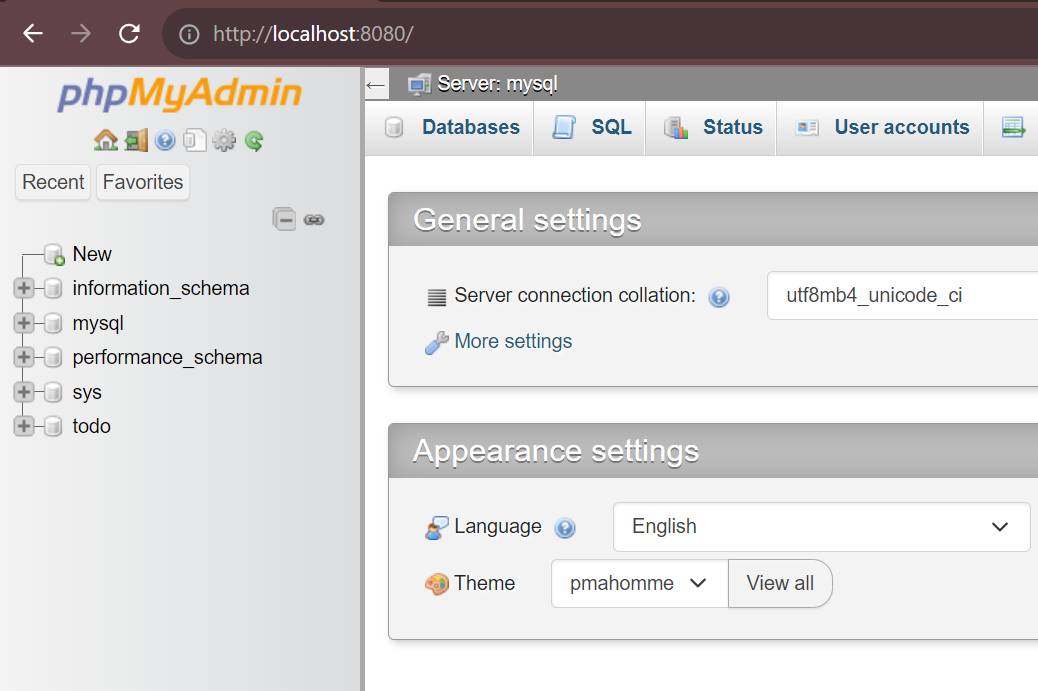 http://localhost:8080/
phpMyAdmin
Recent Favorites
New
information_schema
mysql
performance_schema
sys
todo
Server: mysql
Databases SQL Status User accounts
General settings
Server connection collation: utf8mb4_unicode_ci
More settings
Appearance settings
Language English
Theme pmahomme View all